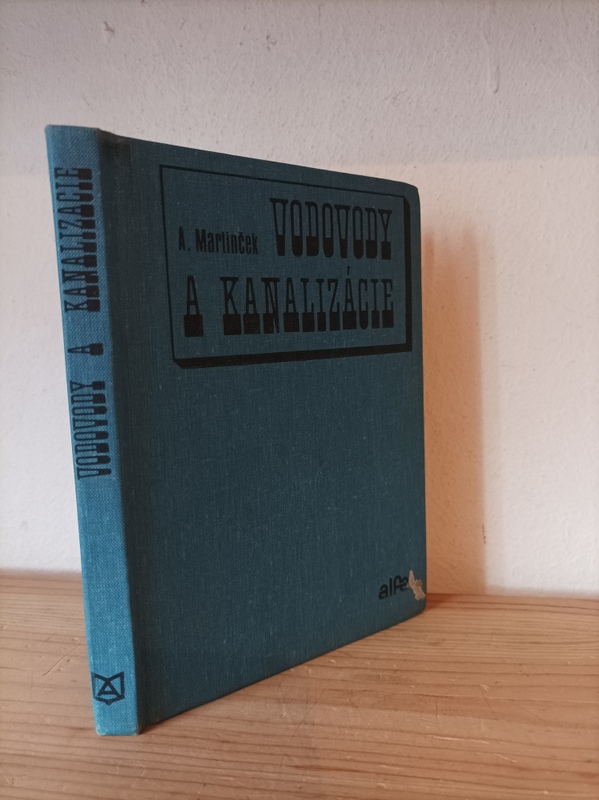 VODOVODY A KANALIZÁCIE
A. Martinček VODOVODY
A KANALIZÁCIE
alfa
A